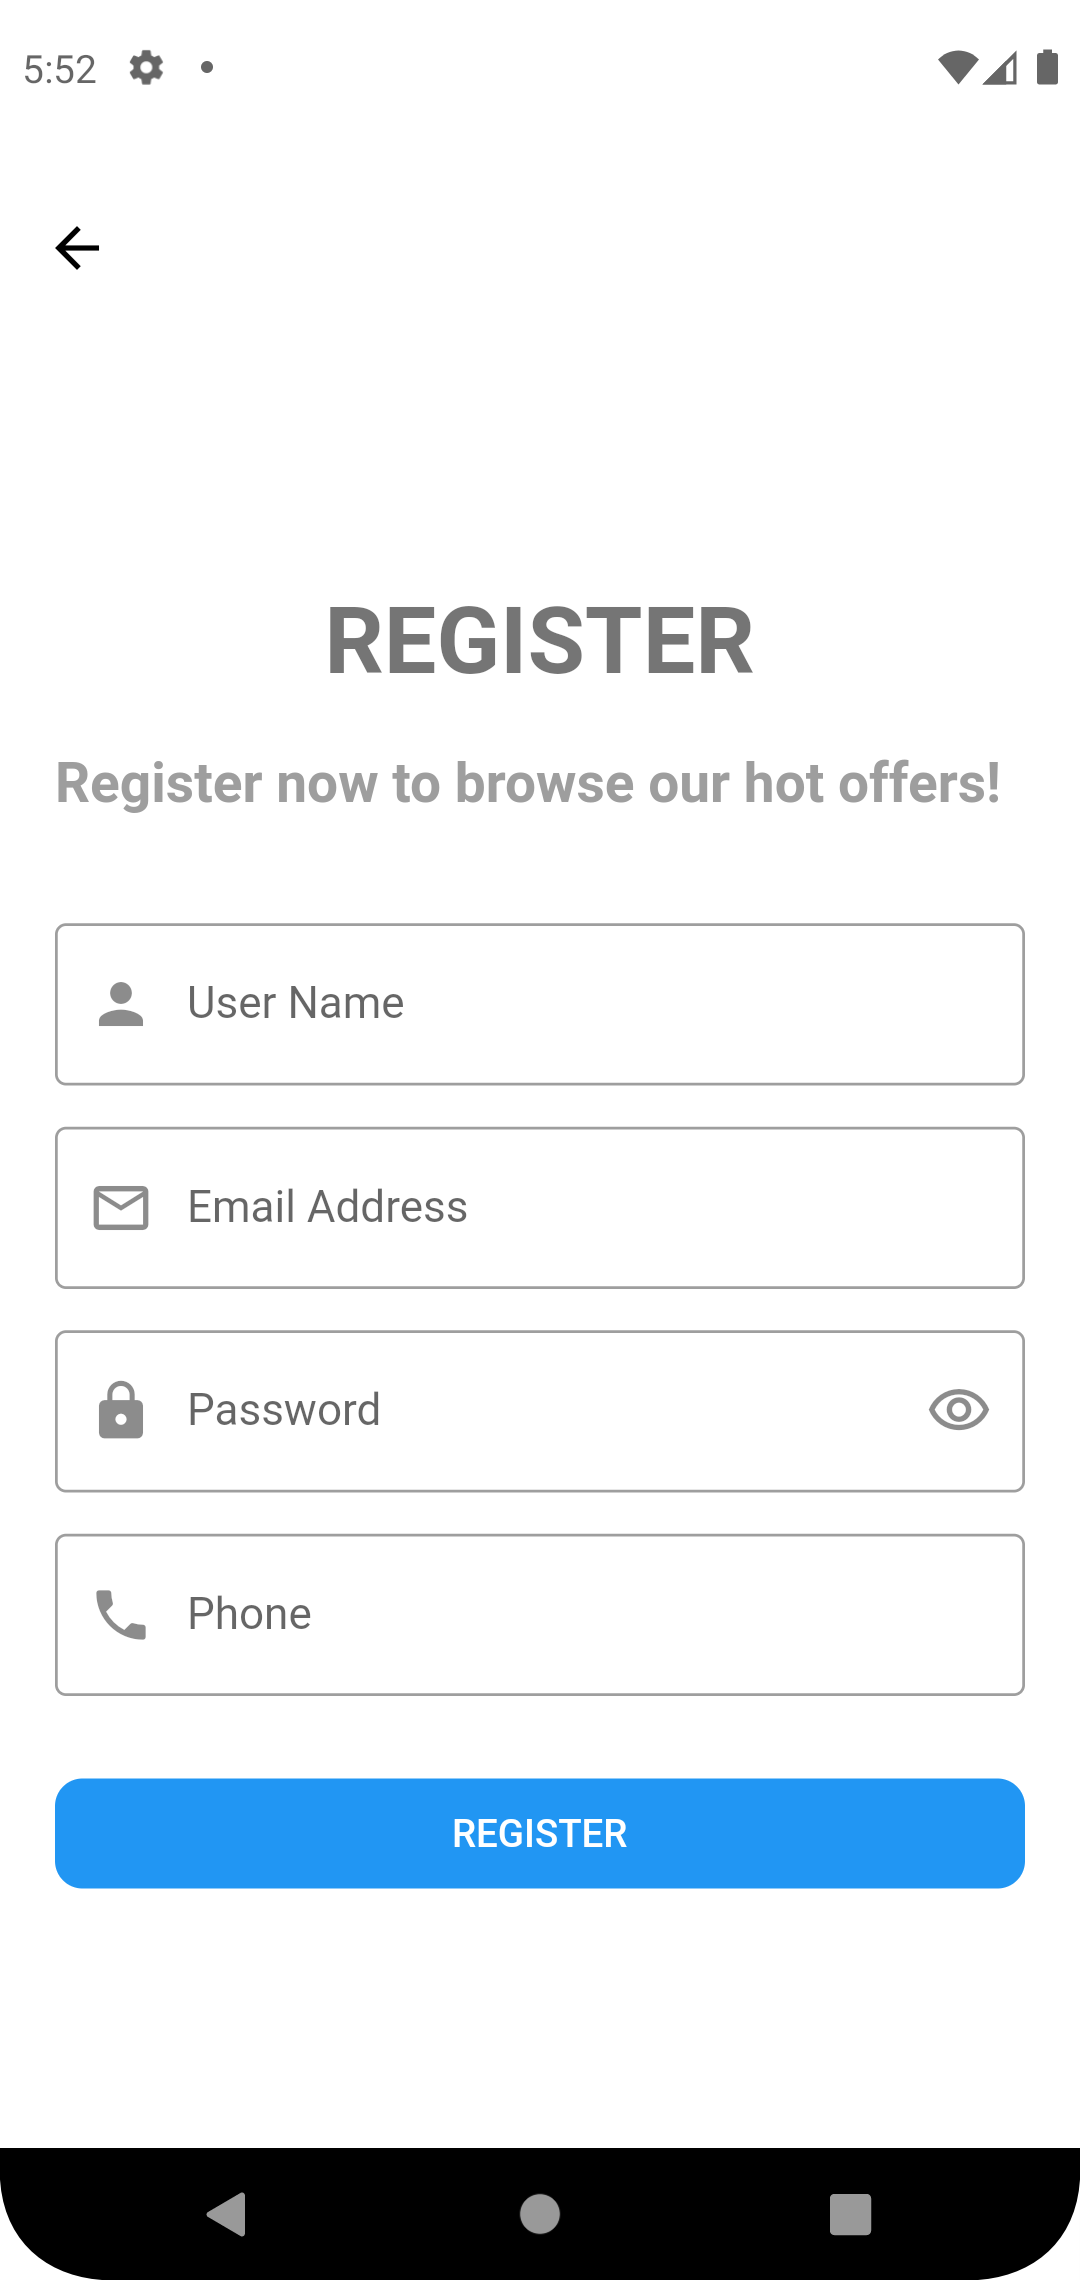 5:52
REGISTER
Register now to browse our hot offers!
User Name
Email Address
Password
Phone
REGISTER